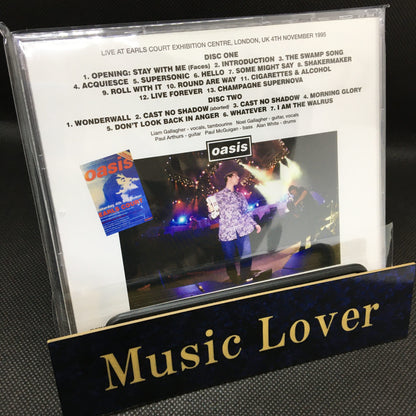 LIVE AT EARLS COURT EXHIBITION CENTRE, LONDON, UK 4TH NOVEMBER 1995
DISC ONE
1. OPENING: STAY WITH ME (Faces) 2. INTRODUCTION 3. THE SWAMP SONG
4. ACQUIESCE 5. SUPERSONIC 6. HELLO 7. SOME MIGHT SAY 8. SHAKERMAKER
9. ROLL WITH IT 10. ROUND ARE WAY 11. CIGARETTES & ALCOHOL
12. LIVE FOREVER 13. CHAMPAGNE SUPERNOVA
DISC TWO
1. WONDERWALL 2. CAST NO SHADOW (aborted) 3. CAST NO SHADOW 4. MORNING GLORY
5. DON'T LOOK BACK IN ANGER 6. WHATEVER 7. I AM THE WALRUS
Liam Gallagher - vocals, tambourins Noel Gallagher - guitar, vocals
Paul Arthurs - guitar Paul McGuigan - bass Alan White - drums
oasis
oasis
EARLS COURT
Music Lover